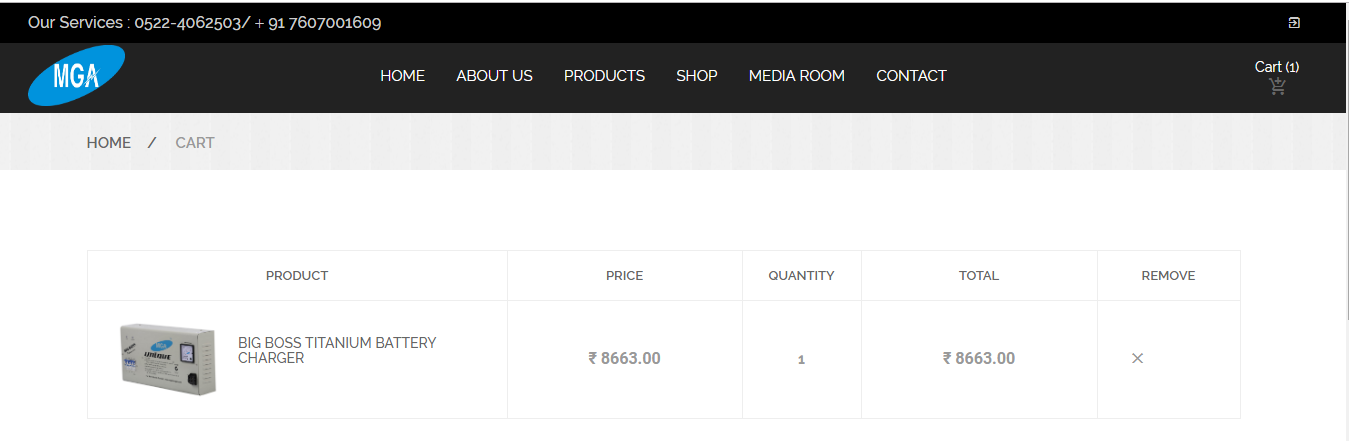 Our Services : 0522-4062503/ + 91 7607001609
MGA
HOME ABOUT US PRODUCTS SHOP MEDIA ROOM CONTACT
Cart (1)
HOME / CART
PRODUCT PRICE QUANTITY TOTAL REMOVE
BIG BOSS TITANIUM BATTERY
CHARGER
₹ 8663.00 1 ₹ 8663.00